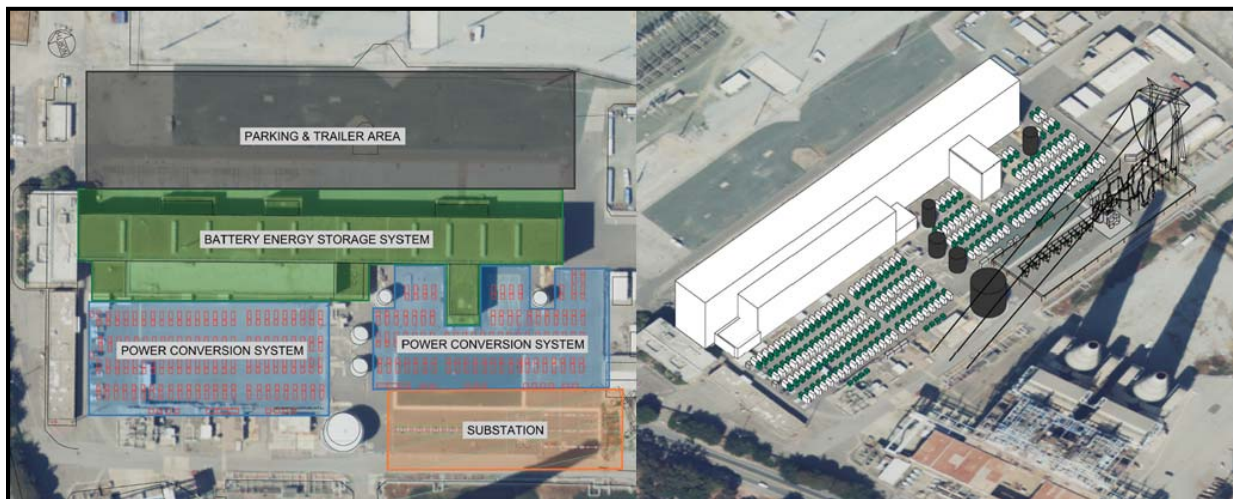 PARKING & TRAILER AREA
BATTERY ENERGY STORAGE SYSTEM
POWER CONVERSION SYSTEM
POWER CONVERSION SYSTEM
SUBSTATION